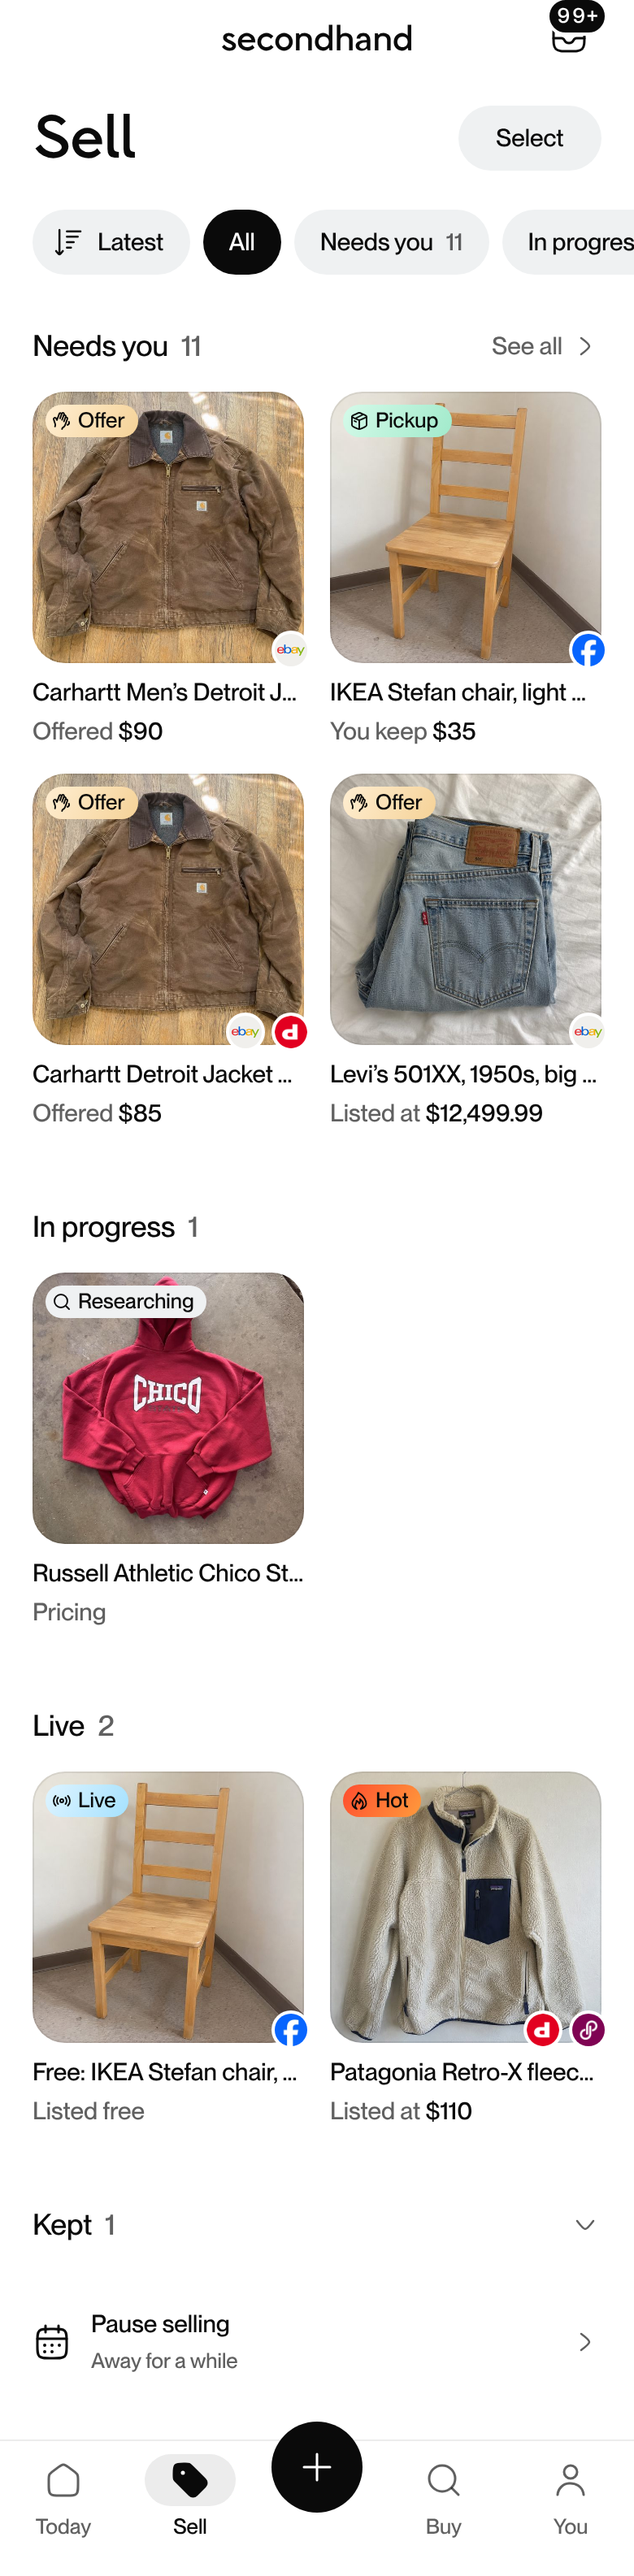 99+
secondhand
Sell
Select
Latest
All
Needs you 11
In progres
Needs you 11
See all
Offer
Pickup
ebay
Carhartt Men’s Detroit J...
IKEA Stefan chair, light ...
Offered $90
You keep $35
Offer
Offer
ebay
d
ebay
Carhartt Detroit Jacket ...
Levi’s 501XX, 1950s, big ...
Offered $85
Listed at $12,499.99
In progress 1
Researching
CHICO
Russell Athletic Chico St...
Pricing
Live 2
Live
Hot
Free: IKEA Stefan chair, ...
Patagonia Retro-X fleec...
Listed free
Listed at $110
Kept 1
Pause selling
Away for a while
Today
Sell
Buy
You